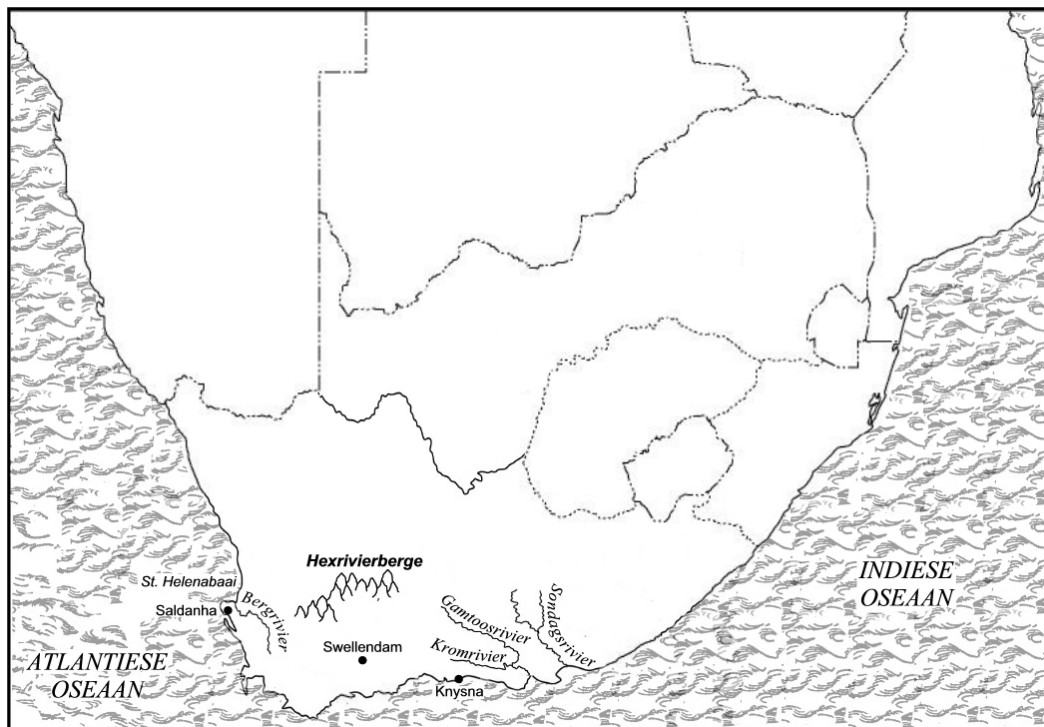 Hexrivierberge
St. Helenabaai
Saldanha
Bergrivier
Swellendam
Gamtoosrivier
Sondagsrivier
Kromrivier
Knysna
ATLANTIESE
OSEAAN
INDIESE
OSEAAN